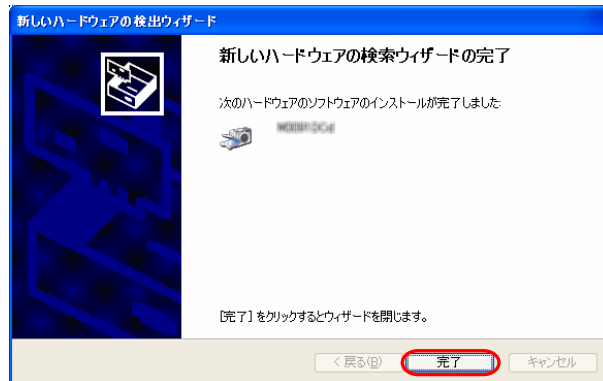 新しいハードウェアの検出ウィザード
新しいハードウェアの検索ウィザードの完了
次のハードウェアのソフトウェアのインストールが完了しました:
[完了] をクリックするとウィザードを閉じます。
< 戻る(B)
完了
キャンセル